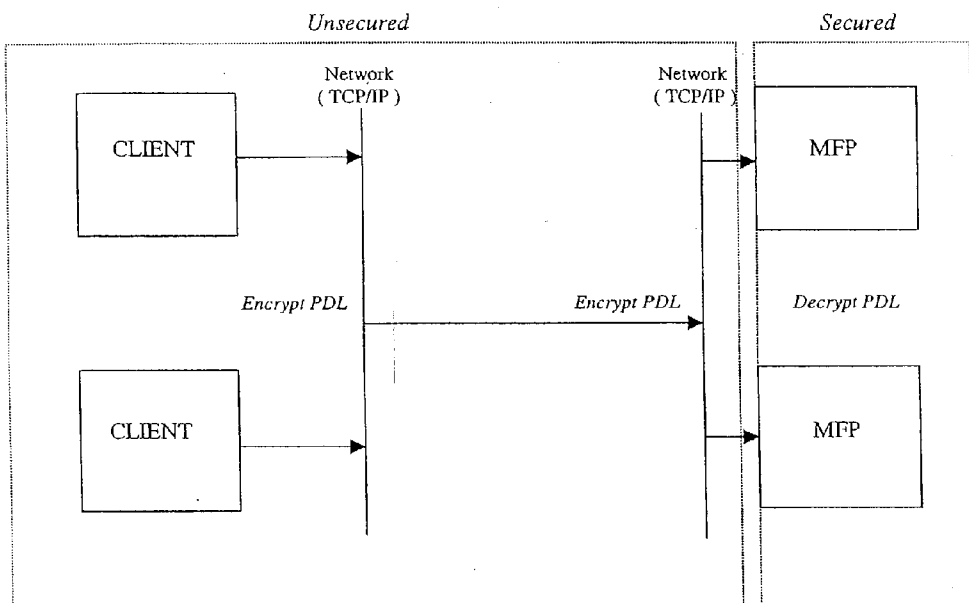 Unsecured
Secured
Network
( TCP/IP )
Network
( TCP/IP )
CLIENT
MFP
Encrypt PDL
Encrypt PDL
Decrypt PDL
CLIENT
MFP